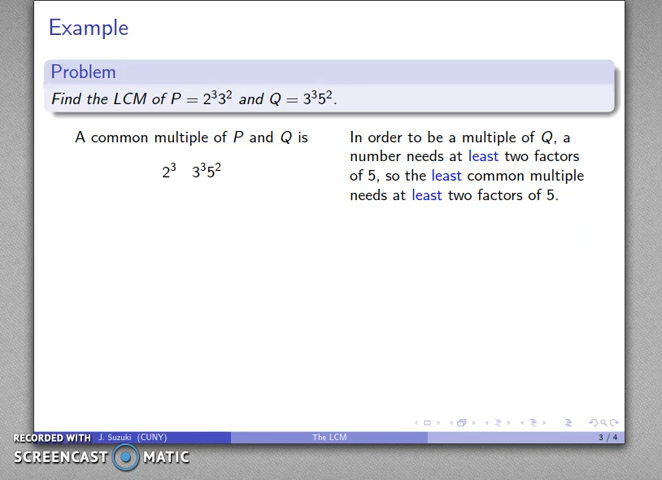 Example
Problem
Find the LCM of P = 2³3² and Q = 3³5².
A common multiple of P and Q is
2³ 3³5²
In order to be a multiple of Q, a
number needs at least two factors
of 5, so the least common multiple
needs at least two factors of 5.
J. Suzuki (CUNY)
The LCM
3 / 4
RECORDED WITH
SCREENCAST MATIC